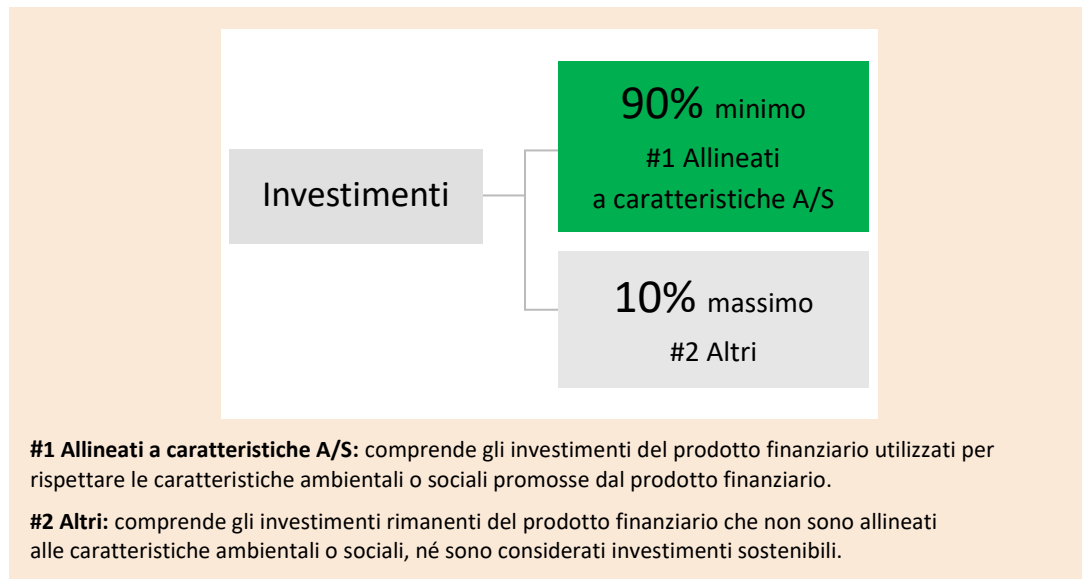 Investimenti
90% minimo
#1 Allineati
a caratteristiche A/S
10% massimo
#2 Altri
#1 Allineati a caratteristiche A/S: comprende gli investimenti del prodotto finanziario utilizzati per
rispettare le caratteristiche ambientali o sociali promosse dal prodotto finanziario.
#2 Altri: comprende gli investimenti rimanenti del prodotto finanziario che non sono allineati
alle caratteristiche ambientali o sociali, né sono considerati investimenti sostenibili.